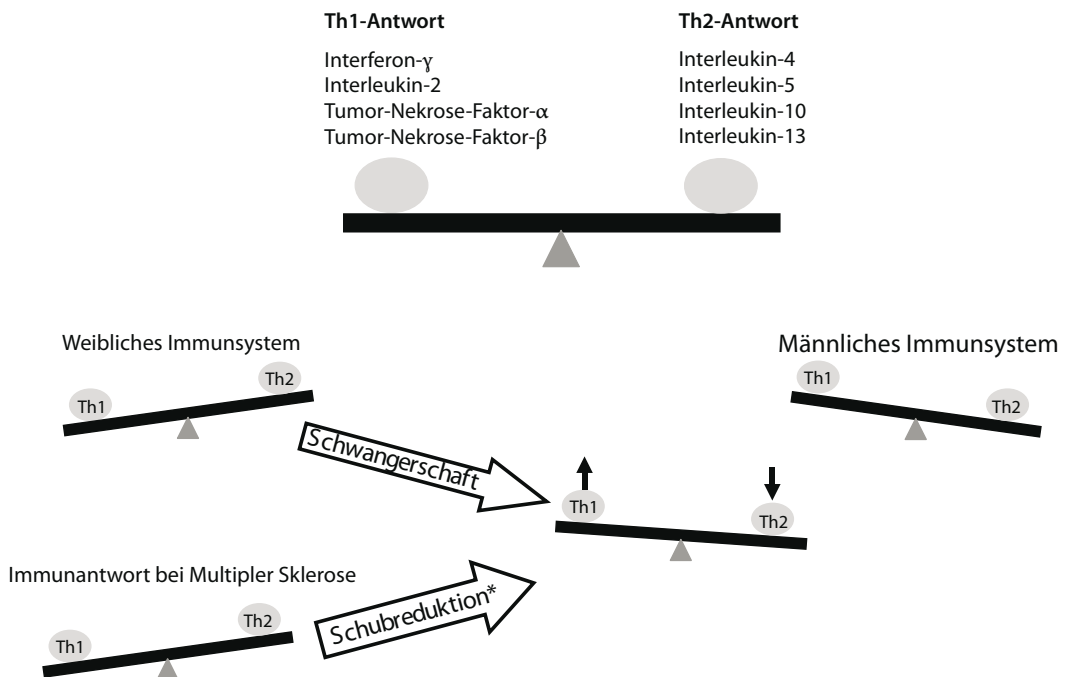 Th1-Antwort
Interferon-γ
Interleukin-2
Tumor-Nekrose-Faktor-α
Tumor-Nekrose-Faktor-β
Th2-Antwort
Interleukin-4
Interleukin-5
Interleukin-10
Interleukin-13
Weibliches Immunsystem
Th1
Th2
Männliches Immunsystem
Th1
Th2
Schwangerschaft
Th1
Th2
Immunantwort bei Multipler Sklerose
Th1
Th2
Schubreduktion*